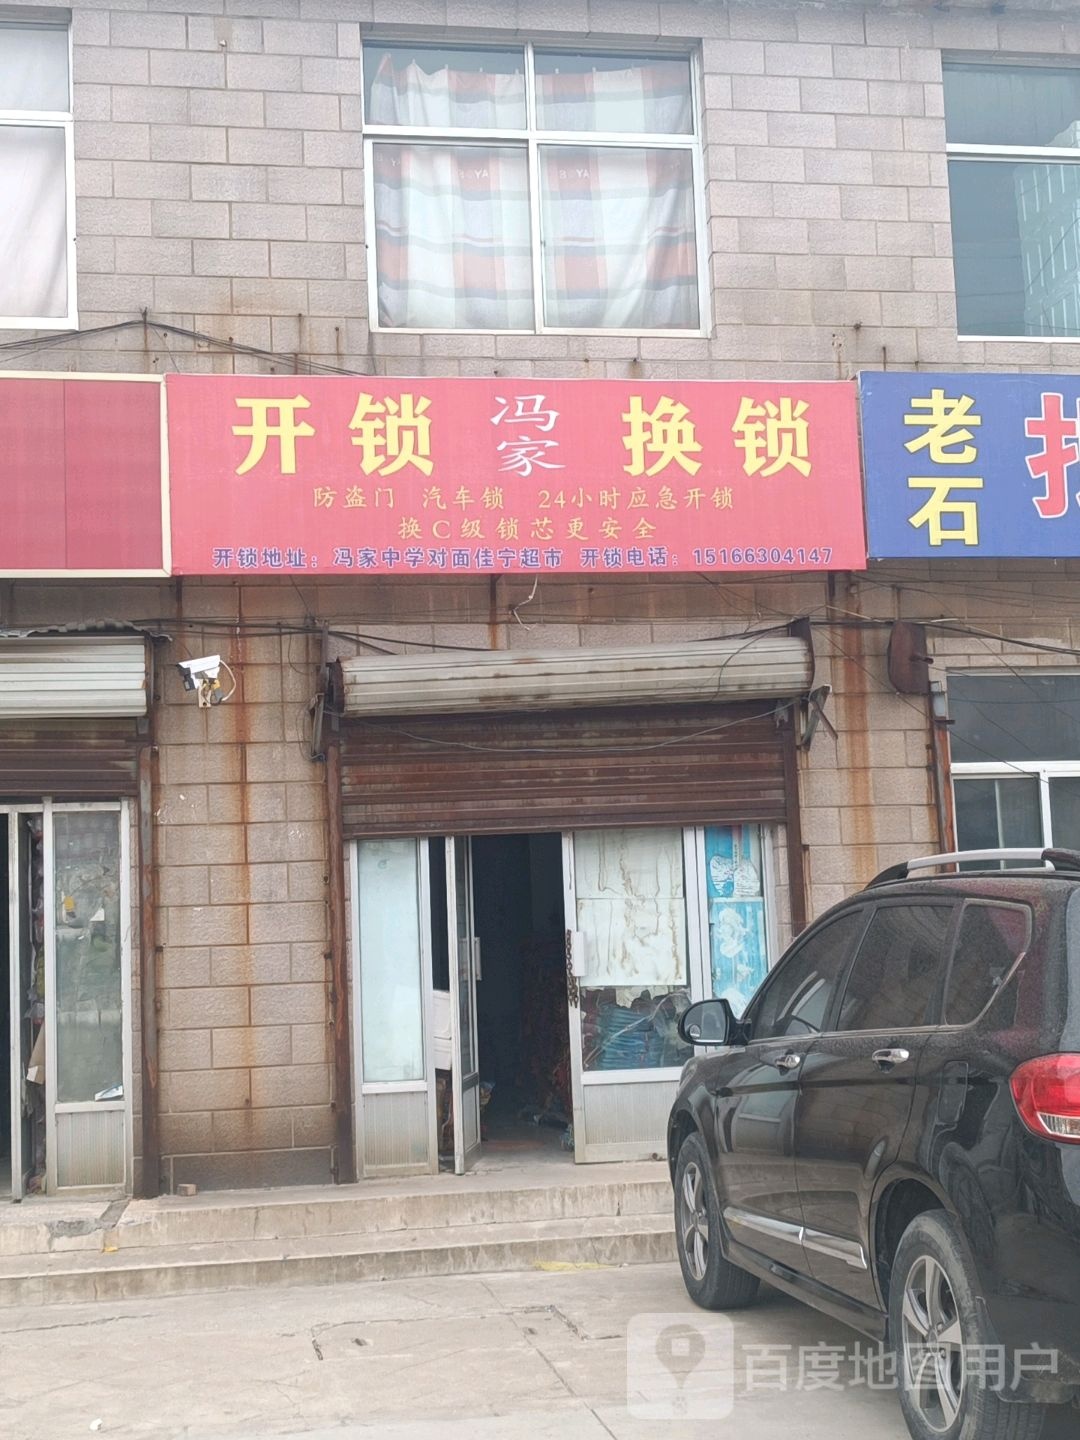 开锁 冯家 换锁
防盗门 汽车锁 24小时应急开锁
换C级锁芯更安全
开锁地址：冯家中学对面佳宁超市 开锁电话：15166304147
老石
百度地图用户